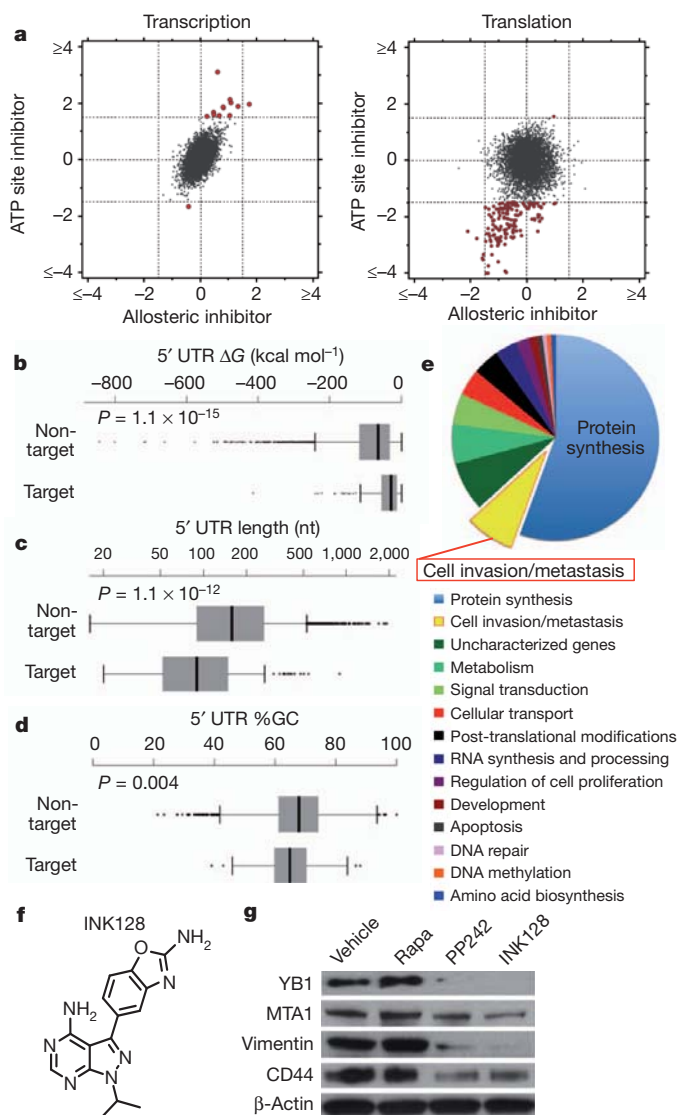 a
Transcription
Translation
≥4
2
0
−2
≤−4
ATP site inhibitor
≤−4 −2 0 2 ≥4
Allosteric inhibitor
≥4
2
0
−2
≤−4
ATP site inhibitor
≤−4 −2 0 2 ≥4
Allosteric inhibitor
b
5′ UTR ΔG (kcal mol−1)
−800 −600 −400 −200 0
P = 1.1 × 10−15
Non-
target
Target
c
5′ UTR length (nt)
20 50 100 200 500 1,000 2,000
P = 1.1 × 10−12
Non-
target
Target
d
5′ UTR %GC
0 20 40 60 80 100
P = 0.004
Non-
target
Target
e
Protein synthesis
Cell invasion/metastasis
Protein synthesis
Cell invasion/metastasis
Uncharacterized genes
Metabolism
Signal transduction
Cellular transport
Post-translational modifications
RNA synthesis and processing
Regulation of cell proliferation
Development
Apoptosis
DNA repair
DNA methylation
Amino acid biosynthesis
f
INK128
O
NH2
N
NH2
N
N
N
N
g
Vehicle Rapa PP242 INK128
YB1
MTA1
Vimentin
CD44
β-Actin